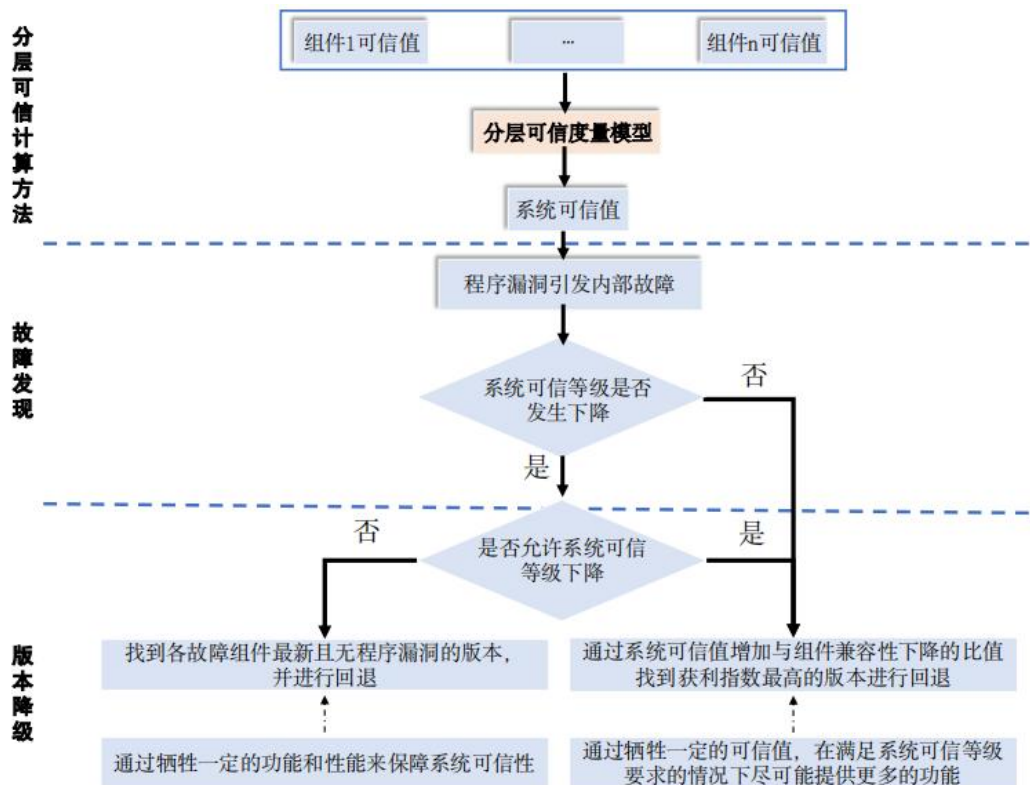 分层可信计算方法
组件1可信值
...
组件n可信值
分层可信度量模型
系统可信值
故障发现
程序漏洞引发内部故障
系统可信等级是否
发生下降
否
是
版本降级
是否允许系统可信
等级下降
否
是
找到各故障组件最新且无程序漏洞的版本，
并进行回退
通过系统可信值增加与组件兼容性下降的比值
找到获利指数最高的版本进行回退
通过牺牲一定的功能和性能来保障系统可信性
通过牺牲一定的可信值，在满足系统可信等级
要求的情况下尽可能提供更多的功能